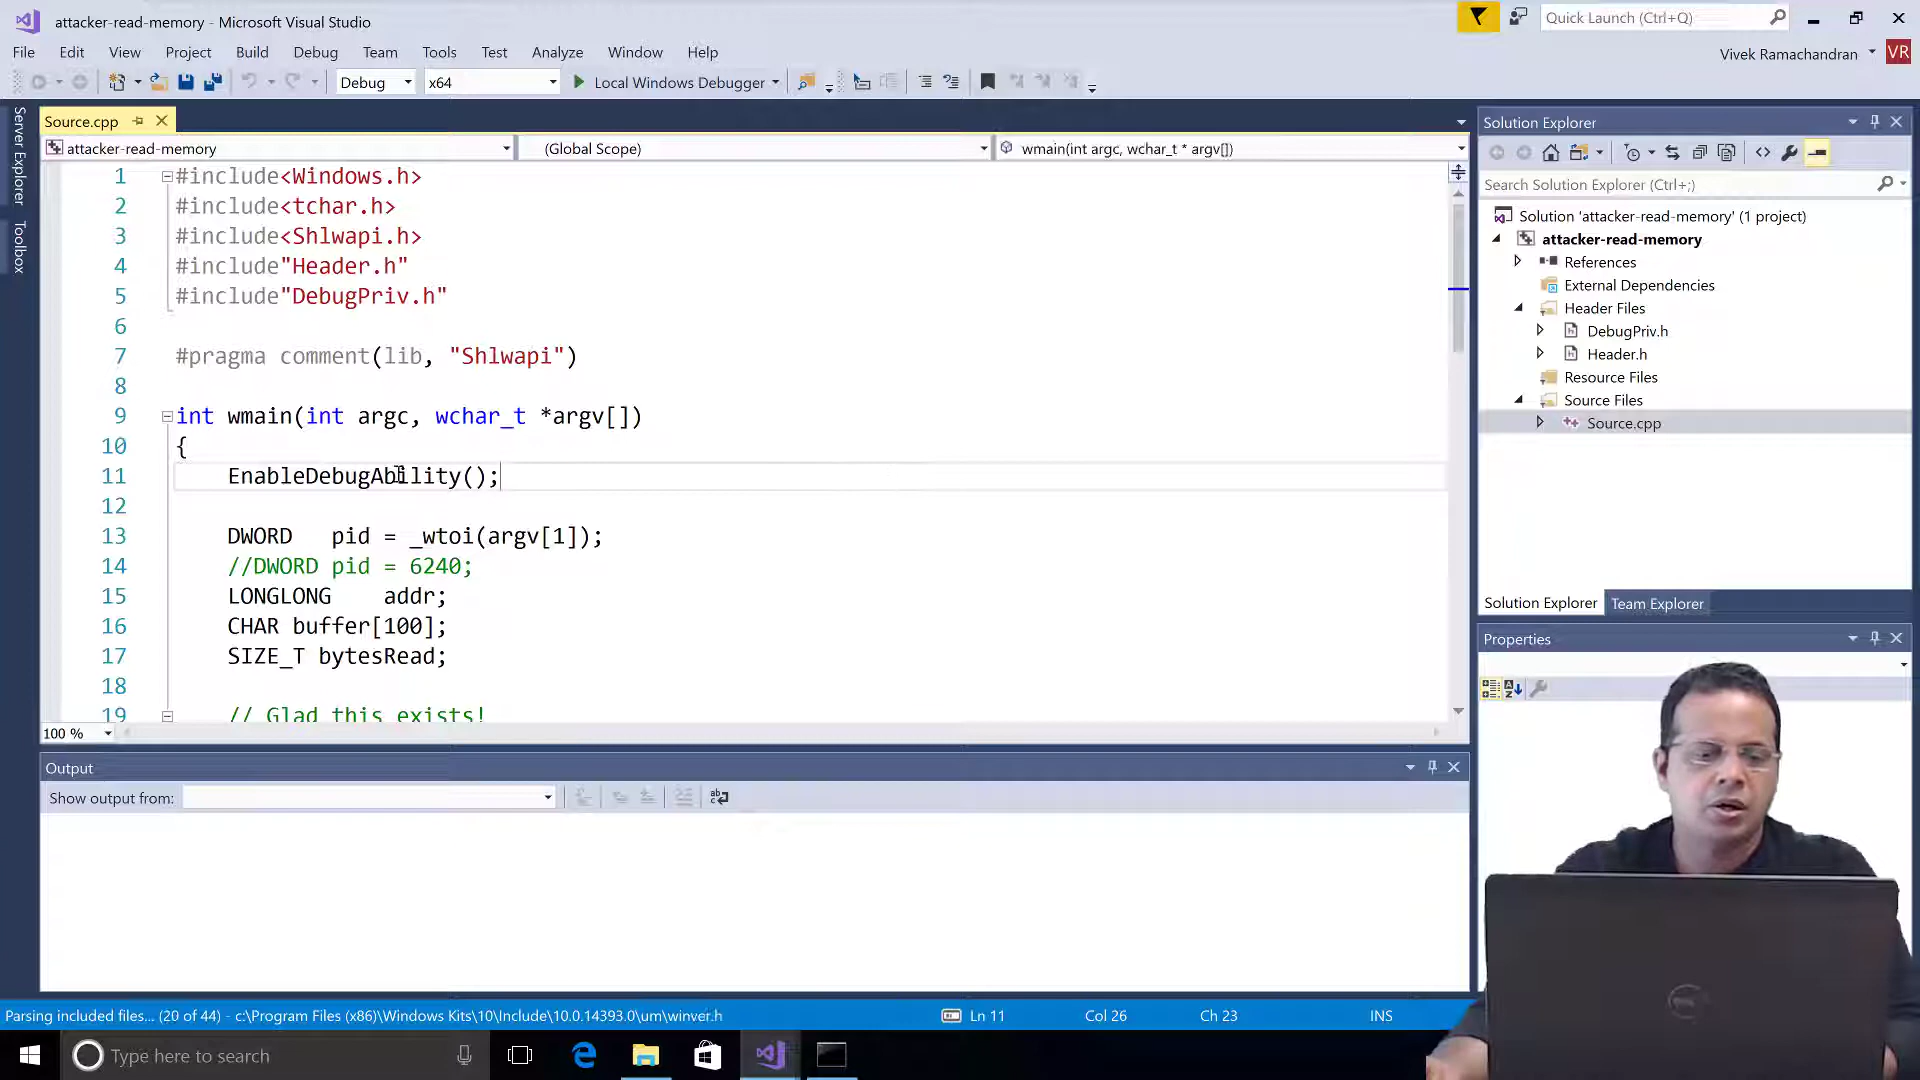 attacker-read-memory - Microsoft Visual Studio
Quick Launch (Ctrl+Q)
File Edit View Project Build Debug Team Tools Test Analyze Window Help
Vivek Ramachandran VR
Debug x64 Local Windows Debugger
Server Explorer
Toolbox
Source.cpp
attacker-read-memory (Global Scope) wmain(int argc, wchar_t * argv[])
1 #include<Windows.h>
2 #include<tchar.h>
3 #include<Shlwapi.h>
4 #include"Header.h"
5 #include"DebugPriv.h"
6
7 #pragma comment(lib, "Shlwapi")
8
9 int wmain(int argc, wchar_t *argv[])
10 {
11 EnableDebugAbility();
12
13 DWORD pid = _wtoi(argv[1]);
14 //DWORD pid = 6240;
15 LONGLONG addr;
16 CHAR buffer[100];
17 SIZE_T bytesRead;
18
19 // Glad this exists!
100 %
Output
Show output from:
Solution Explorer
Search Solution Explorer (Ctrl+;)
Solution 'attacker-read-memory' (1 project)
attacker-read-memory
References
External Dependencies
Header Files
DebugPriv.h
Header.h
Resource Files
Source Files
Source.cpp
Solution Explorer Team Explorer
Properties
Parsing included files... (20 of 44) - c:\Program Files (x86)\Windows Kits\10\Include\10.0.14393.0\um\winver.h Ln 11 Col 26 Ch 23 INS
Type here to search
DELL